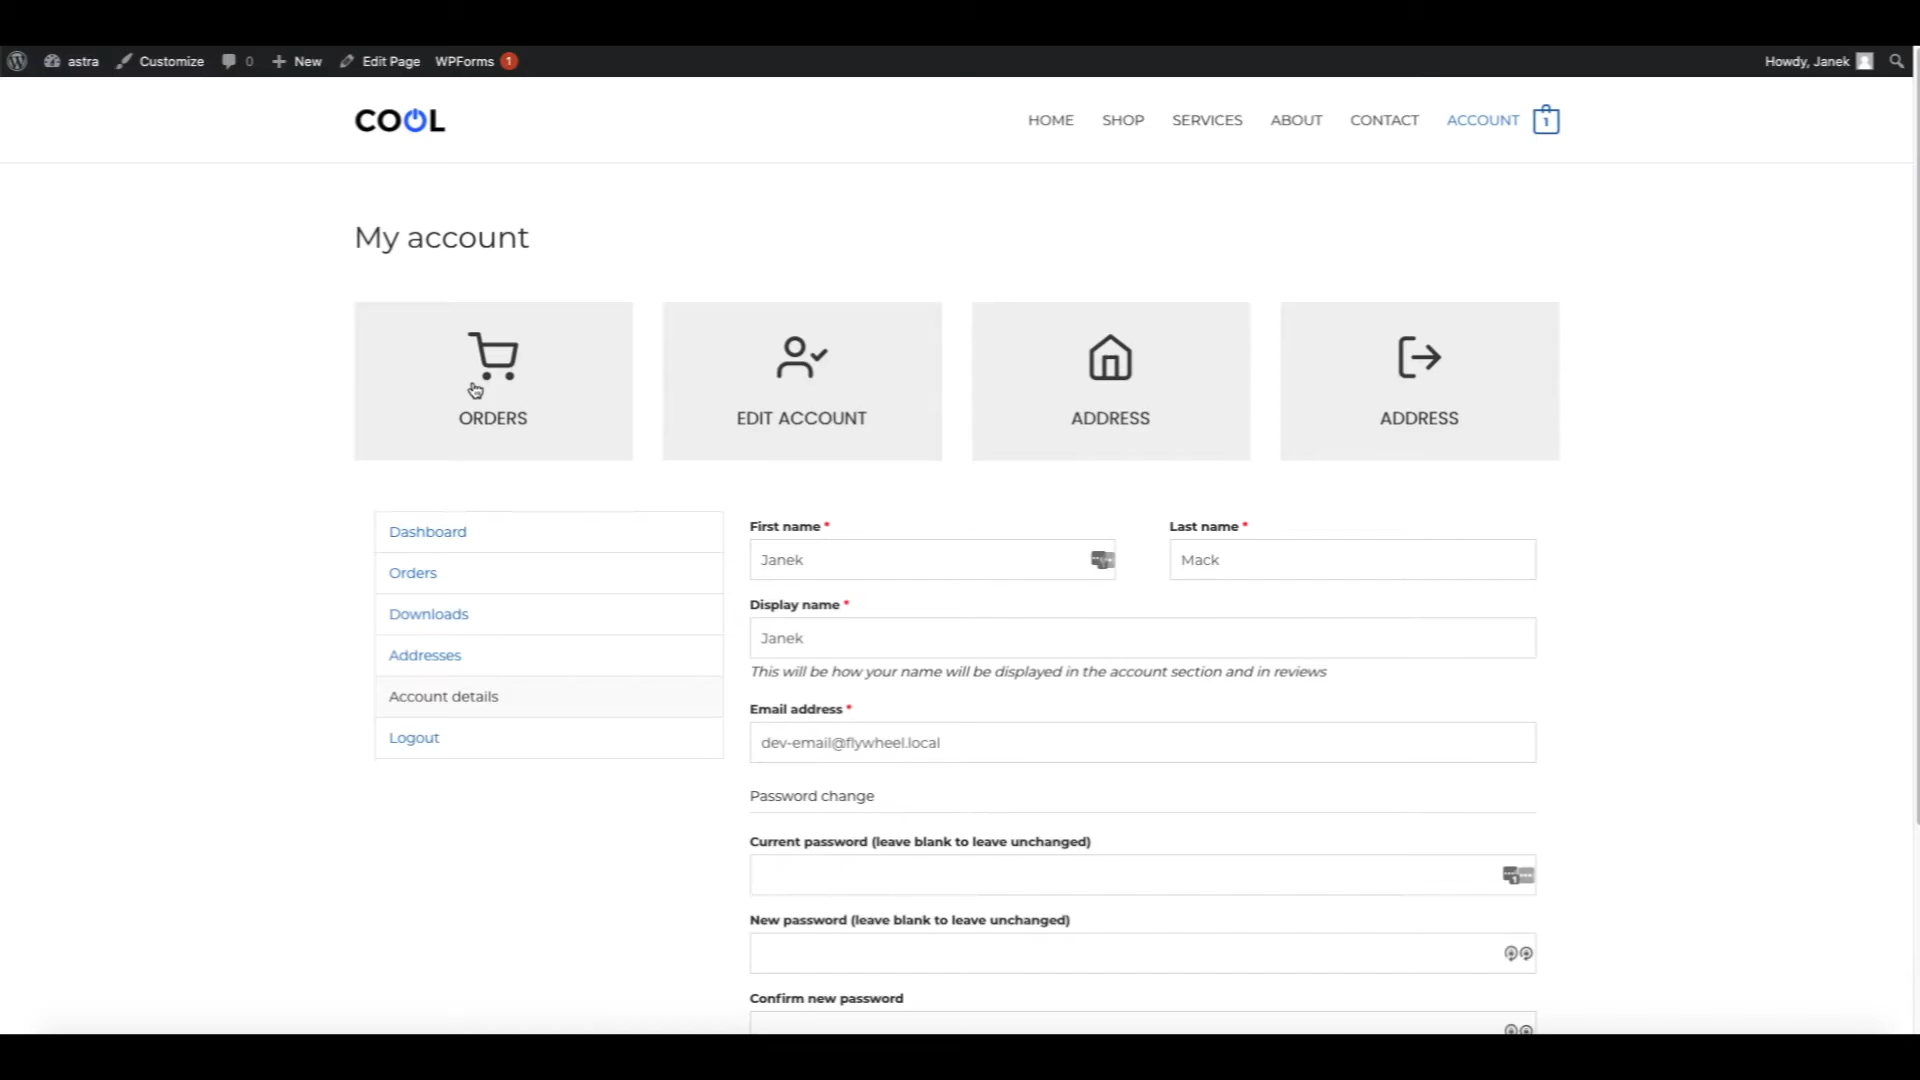 astra Customize 0 New Edit Page WPForms 1 Howdy, Janek
COOL HOME SHOP SERVICES ABOUT CONTACT ACCOUNT 1
My account
ORDERS EDIT ACCOUNT ADDRESS ADDRESS
Dashboard
Orders
Downloads
Addresses
Account details
Logout
First name * Last name *
Janek Mack
Display name *
Janek
This will be how your name will be displayed in the account section and in reviews
Email address *
dev-email@flywheel.local
Password change
Current password (leave blank to leave unchanged)
1
New password (leave blank to leave unchanged)
Confirm new password